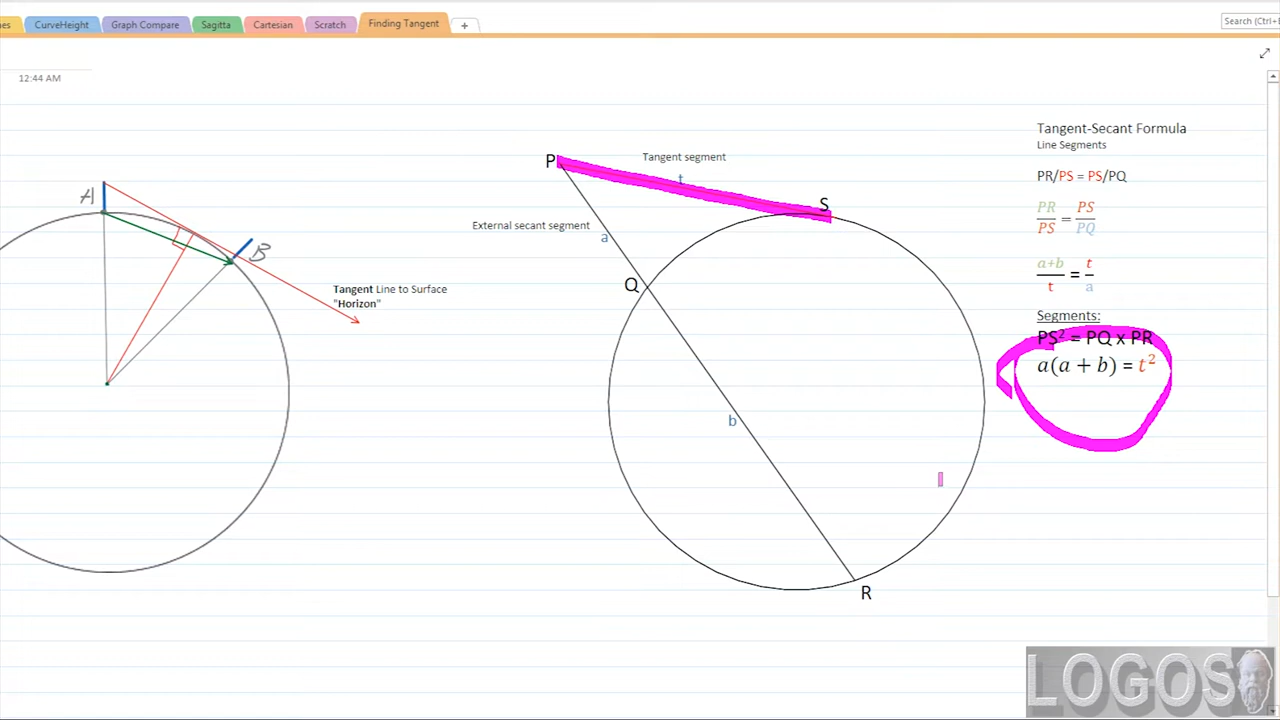 es
CurveHeight
Graph Compare
Sagitta
Cartesian
Scratch
Finding Tangent
+
Search (Ctrl+E
12:44 AM
A
B
Tangent Line to Surface
"Horizon"
P
Tangent segment
t
S
External secant segment
a
Q
b
R
Tangent-Secant Formula
Line Segments
PR/PS = PS/PQ
PR/PS = PS/PQ
a+b/t = t/a
Segments:
PS² = PQ x PR
a(a + b) = t²
LOGOS